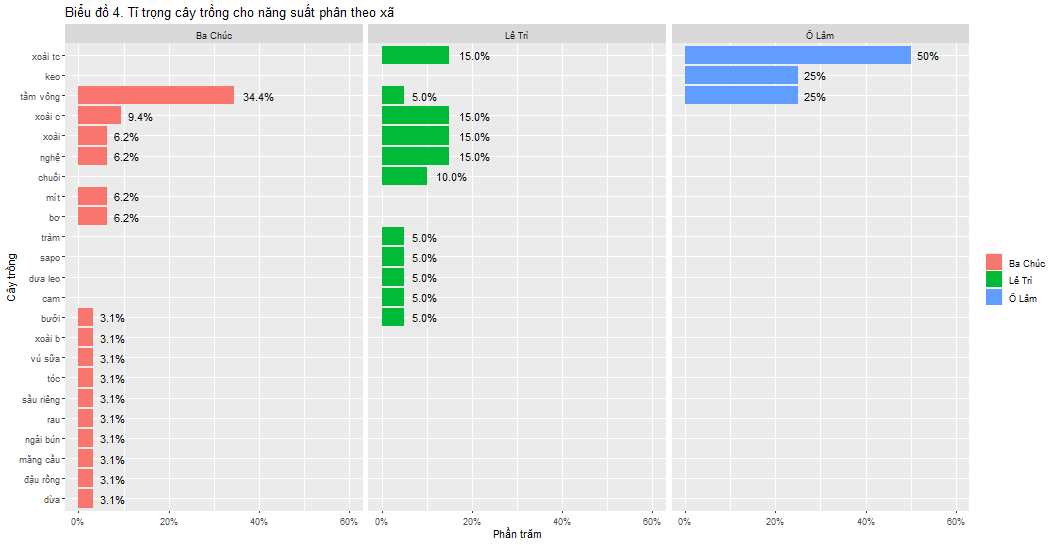 Biểu đồ 4. Tỉ trọng cây trồng cho năng suất phân theo xã
Ba Chúc
Lê Trì
Ô Lâm
Cây trồng
xoài tc
15.0%
50%
keo
25%
tầm vông
34.4%
5.0%
25%
xoài c
9.4%
15.0%
xoài
6.2%
15.0%
nghệ
6.2%
15.0%
chuối
10.0%
mít
6.2%
bơ
6.2%
tràm
5.0%
sapo
5.0%
dưa leo
5.0%
cam
5.0%
bưởi
3.1%
5.0%
xoài b
3.1%
vú sữa
3.1%
tóc
3.1%
sầu riêng
3.1%
rau
3.1%
ngãi bún
3.1%
mãng cầu
3.1%
đậu rồng
3.1%
dừa
3.1%
0%
20%
40%
60%
0%
20%
40%
60%
0%
20%
40%
60%
Phần trăm
Ba Chúc
Lê Trì
Ô Lâm